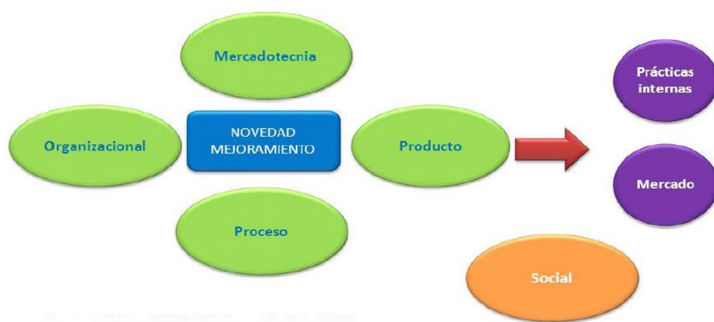 Mercadotecnia
Prácticas
internas
NOVEDAD
MEJORAMIENTO
Organizacional
Producto
Mercado
Proceso
Social